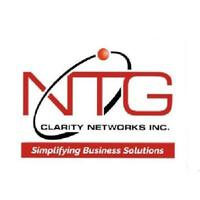 NTG
CLARITY NETWORKS INC.
Simplifying Business Solutions